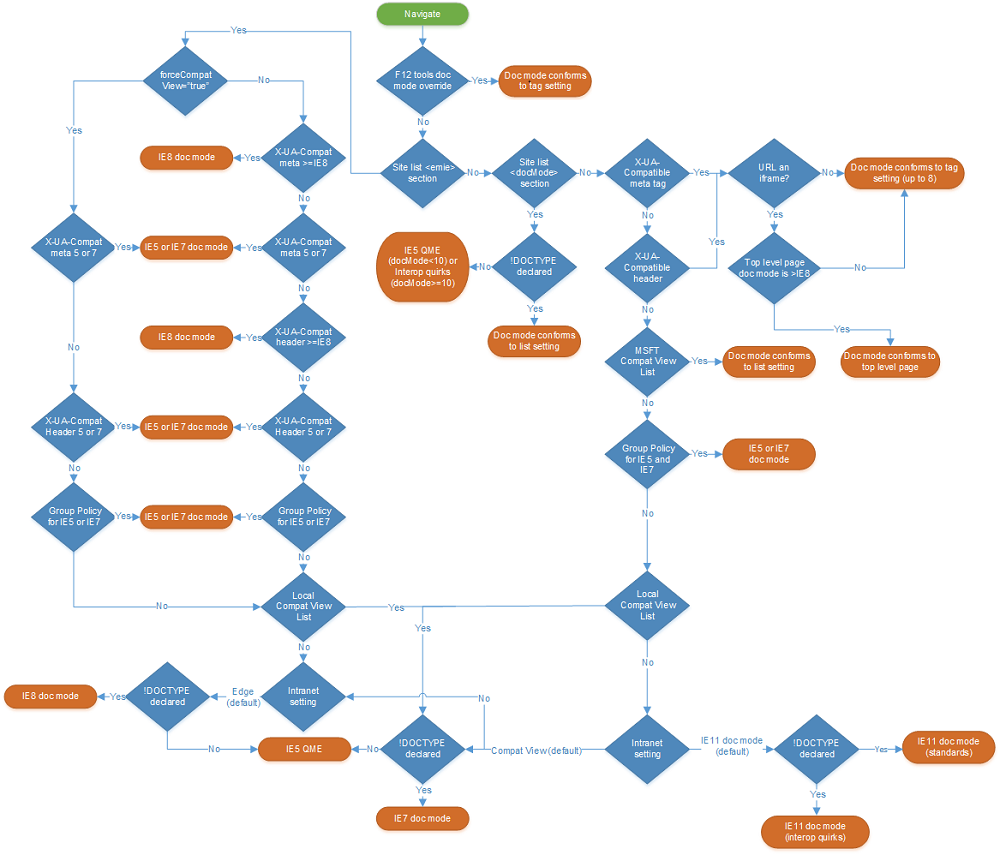 Navigate
Yes
forceCompat
View="true"
No
F12 tools doc
mode override
Yes
Doc mode conforms
to tag setting
Yes
No
IE8 doc mode
Yes
X-UA-Compat
meta >=IE8
Site list <emie>
section
No
Site list
<docMode>
section
No
X-UA-
Compatible
meta tag
Yes
URL an
iframe?
No
Doc mode conforms to tag
setting (up to 8)
No
Yes
No
Yes
X-UA-Compat
meta 5 or 7
Yes
IE5 or IE7 doc mode
Yes
X-UA-Compat
meta 5 or 7
IE5 QME
(docMode<10) or
Interop quirks
(docMode>=10)
No
!DOCTYPE
declared
X-UA-
Compatible
header
Yes
Top level page
doc mode is >IE8
No
No
Yes
No
Yes
IE8 doc mode
Yes
X-UA-Compat
header >=IE8
Doc mode conforms
to list setting
No
MSFT
Compat View
List
Yes
Doc mode conforms
to list setting
Doc mode conforms to
top level page
No
No
X-UA-Compat
Header 5 or 7
Yes
IE5 or IE7 doc mode
Yes
X-UA-Compat
Header 5 or 7
Group Policy
for IE5 and
IE7
Yes
IE5 or IE7
doc mode
No
No
Group Policy
for IE5 or IE7
Yes
IE5 or IE7 doc mode
Yes
Group Policy
for IE5 or IE7
No
No
No
Local
Compat View
List
Yes
Yes
Local
Compat View
List
No
No
IE8 doc mode
Yes
!DOCTYPE
declared
Edge
(default)
Intranet
setting
No
No
IE5 QME
No
!DOCTYPE
declared
Compat View(default)
Intranet
setting
IE11 doc mode
(default)
!DOCTYPE
declared
Yes
IE11 doc mode
(standards)
Yes
Yes
IE7 doc mode
IE11 doc mode
(interop quirks)